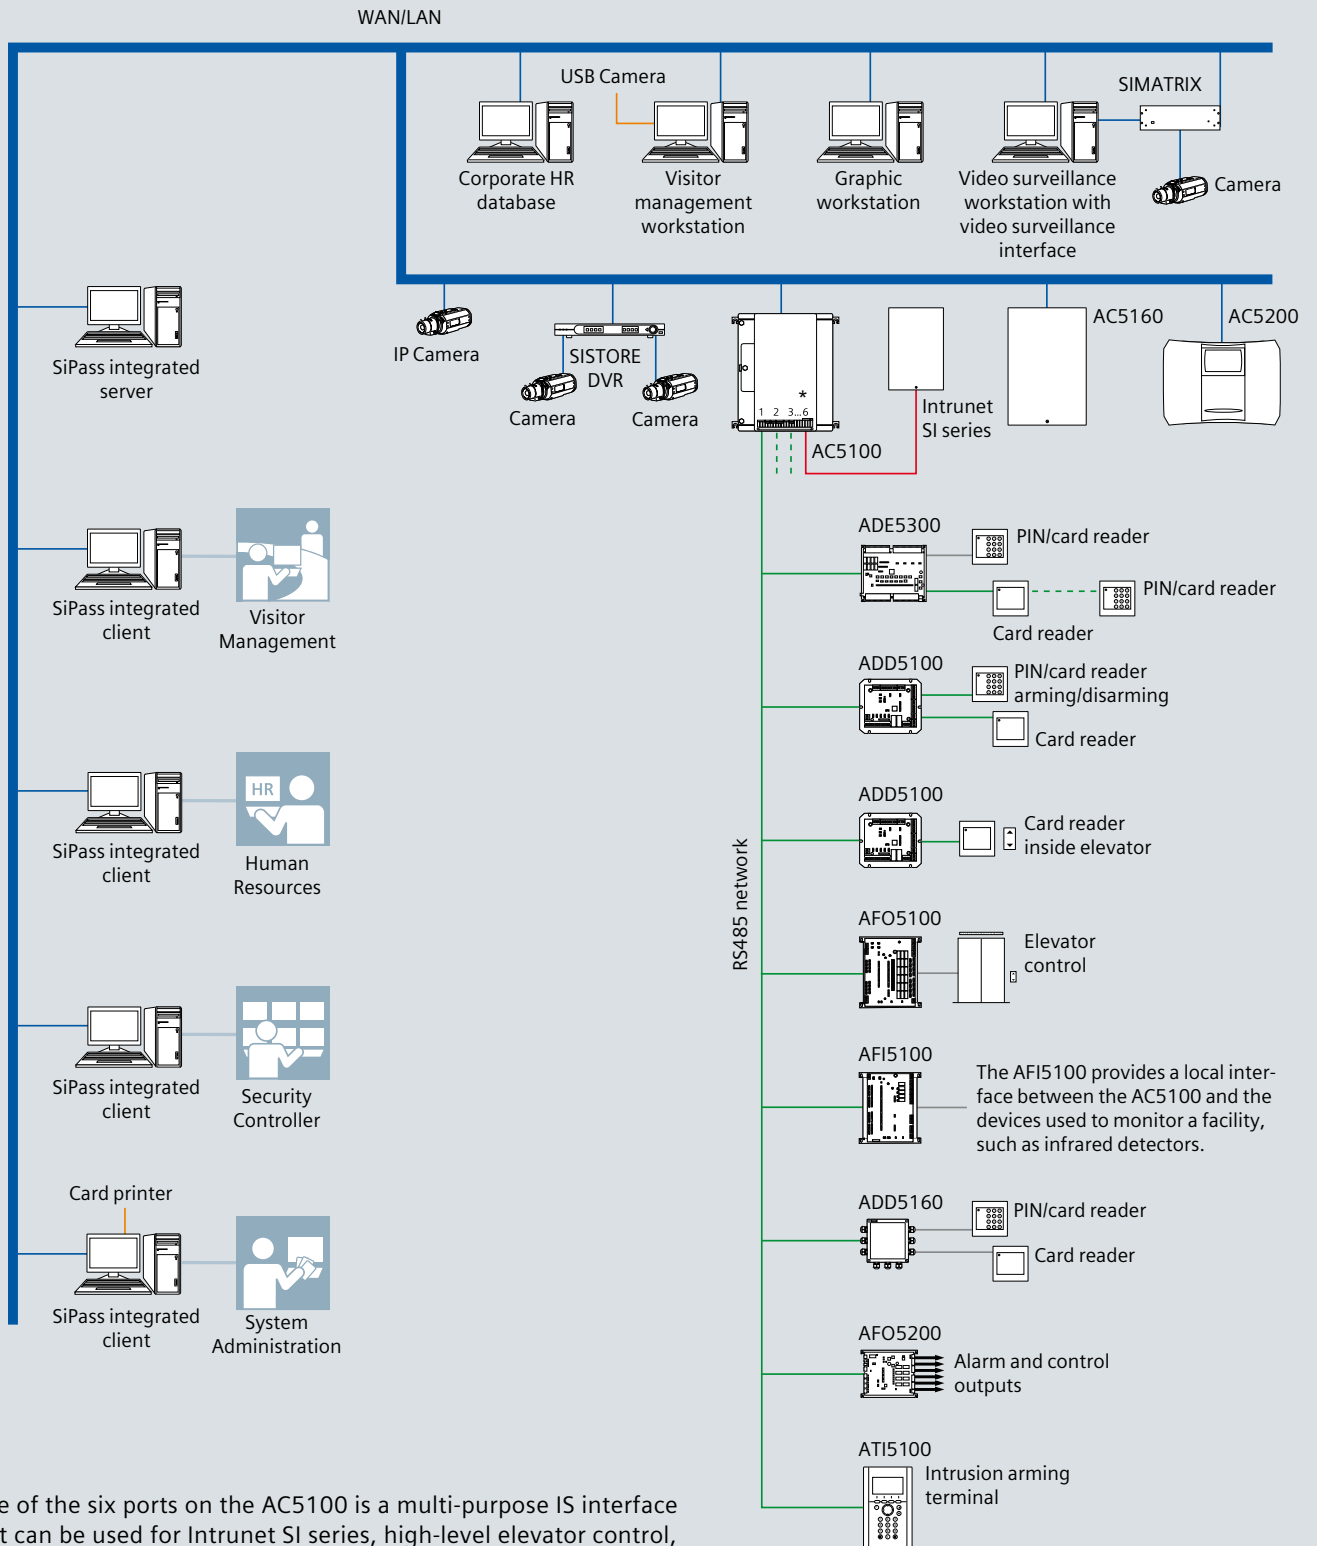 WAN/LAN
USB Camera
SIMATRIX
Corporate HR
database
Visitor
management
workstation
Graphic
workstation
Video surveillance
workstation with
video surveillance
interface
Camera
SiPass integrated
server
IP Camera
SISTORE
DVR
Camera
Camera
1 2 3...6
*
AC5100
Intrunet
SI series
AC5160
AC5200
SiPass integrated
client
Visitor
Management
HR
SiPass integrated
client
Human
Resources
SiPass integrated
client
Security
Controller
Card printer
SiPass integrated
client
System
Administration
RS485 network
ADE5300
PIN/card reader
PIN/card reader
Card reader
ADD5100
PIN/card reader
arming/disarming
Card reader
ADD5100
Card reader
inside elevator
AFO5100
Elevator
control
AFI5100
The AFI5100 provides a local inter-
face between the AC5100 and the
devices used to monitor a facility,
such as infrared detectors.
ADD5160
PIN/card reader
Card reader
AFO5200
Alarm and control
outputs
ATI5100
Intrusion arming
terminal
of the six ports on the AC5100 is a multi-purpose IS interface
can be used for Intrunet SI series, high-level elevator control,